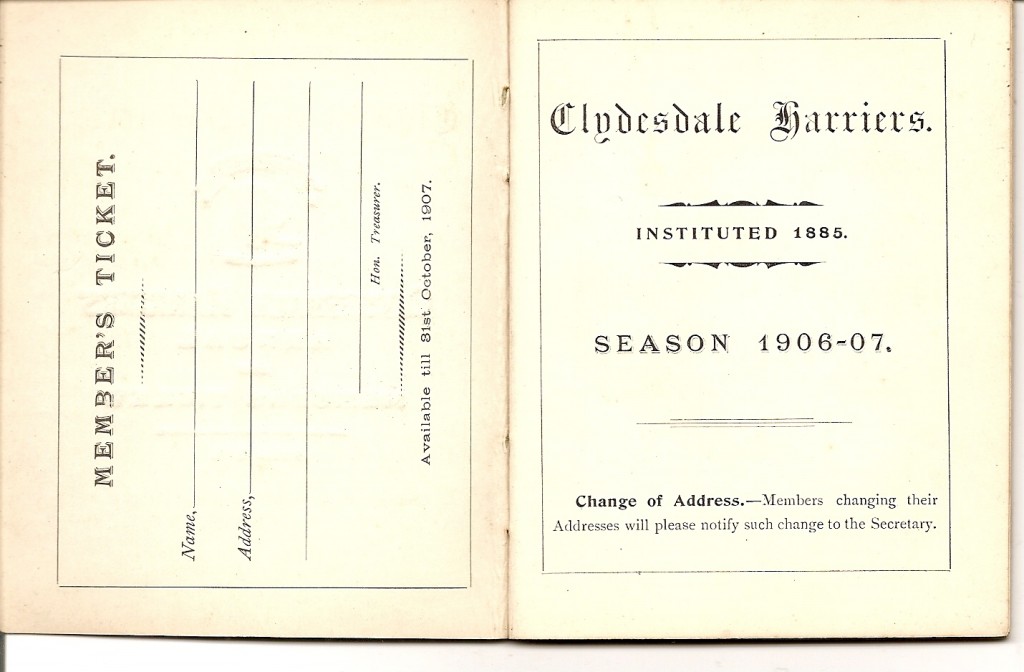 MEMBER'S TICKET.
Name,
Address,
Hon. Treasurer.
Available till 31st October, 1907.
Clydesdale Harriers.
INSTITUTED 1885.
SEASON 1906-07.
Change of Address.—Members changing their
Addresses will please notify such change to the Secretary.